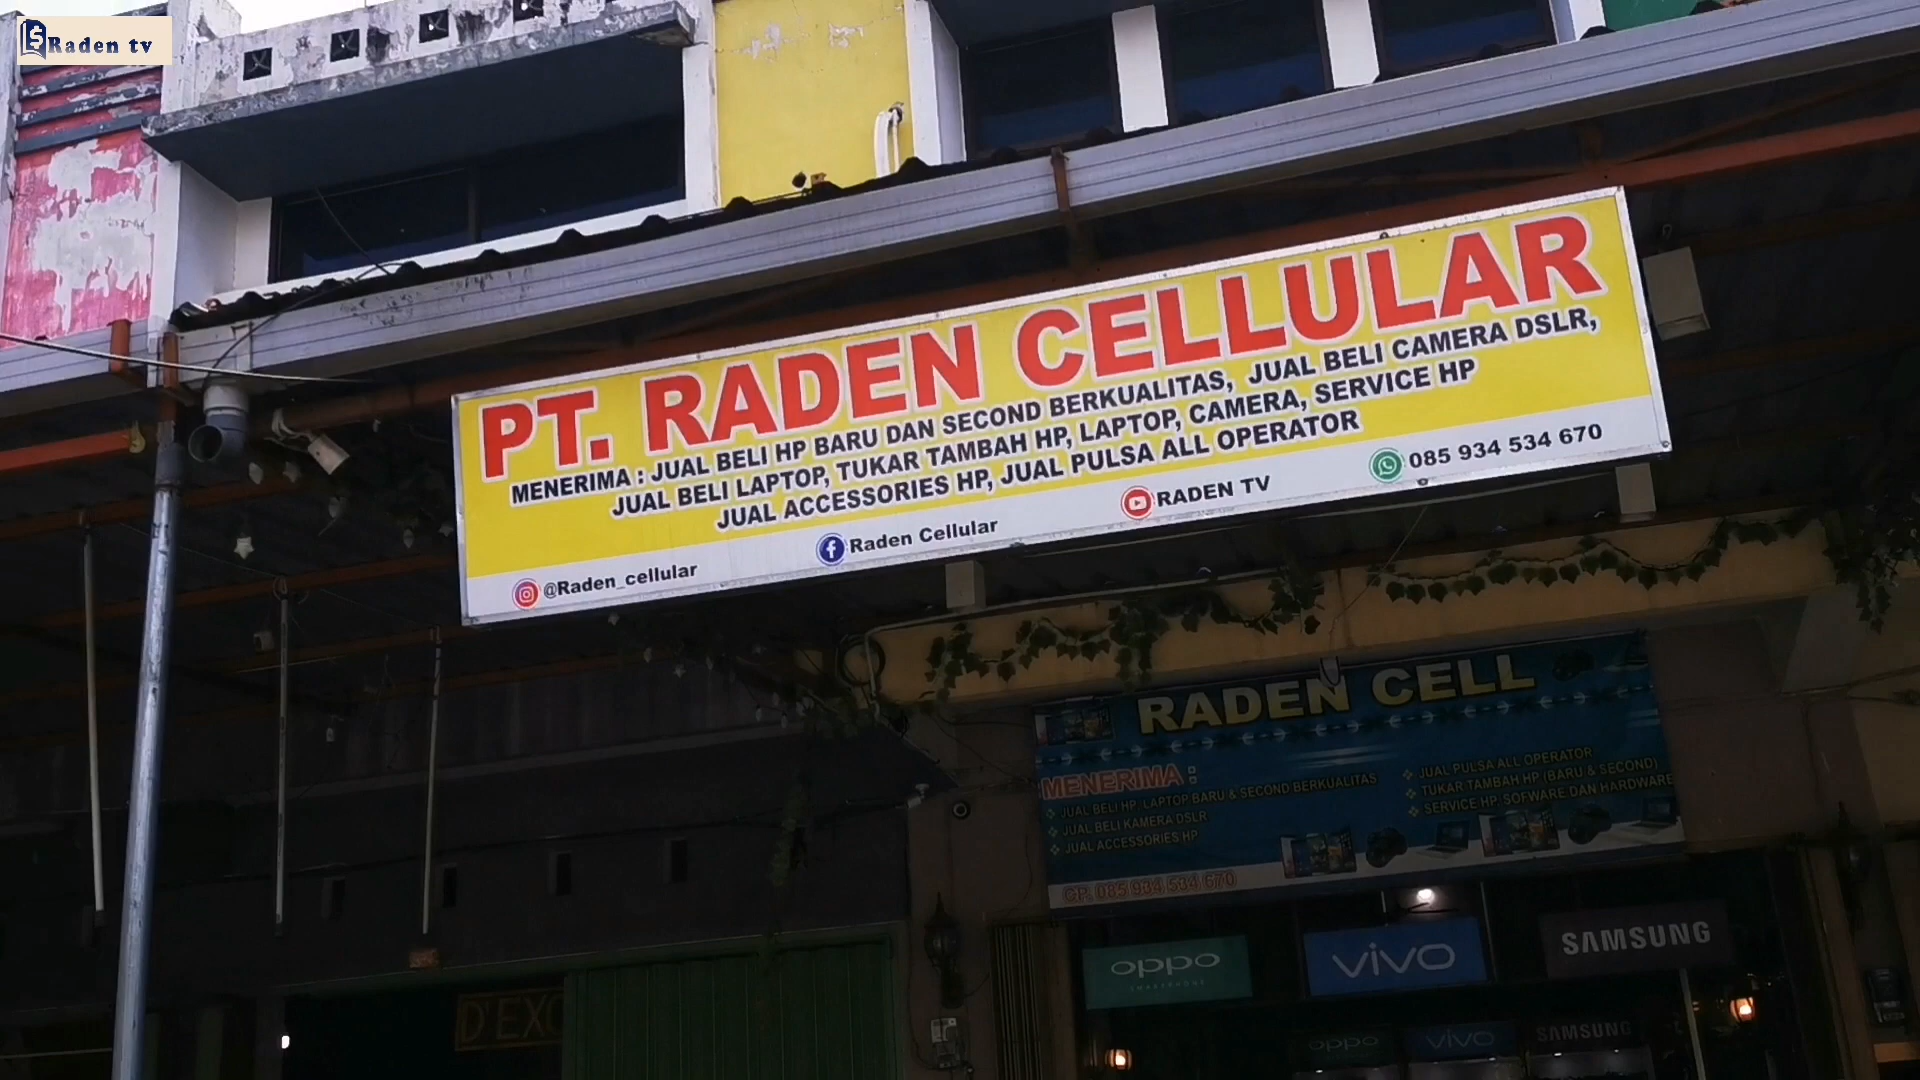 Raden tv
PT. RADEN CELLULAR
MENERIMA : JUAL BELI HP BARU DAN SECOND BERKUALITAS, JUAL BELI CAMERA DSLR,
JUAL BELI LAPTOP, TUKAR TAMBAH HP, LAPTOP, CAMERA, SERVICE HP
JUAL ACCESSORIES HP, JUAL PULSA ALL OPERATOR
@Raden_cellular
Raden Cellular
RADEN TV
085 934 534 670
RADEN CELL
MENERIMA :
JUAL BELI HP, LAPTOP BARU & SECOND BERKUALITAS
JUAL BELI KAMERA DSLR
JUAL ACCESSORIES HP
JUAL PULSA ALL OPERATOR
TUKAR TAMBAH HP (BARU & SECOND)
SERVICE HP, SOFWARE DAN HARDWARE
CP. 085 934 534 670
oppo
SMARTPHONE
vivo
SAMSUNG
D'EXC
oppo
vivo
SAMSUNG